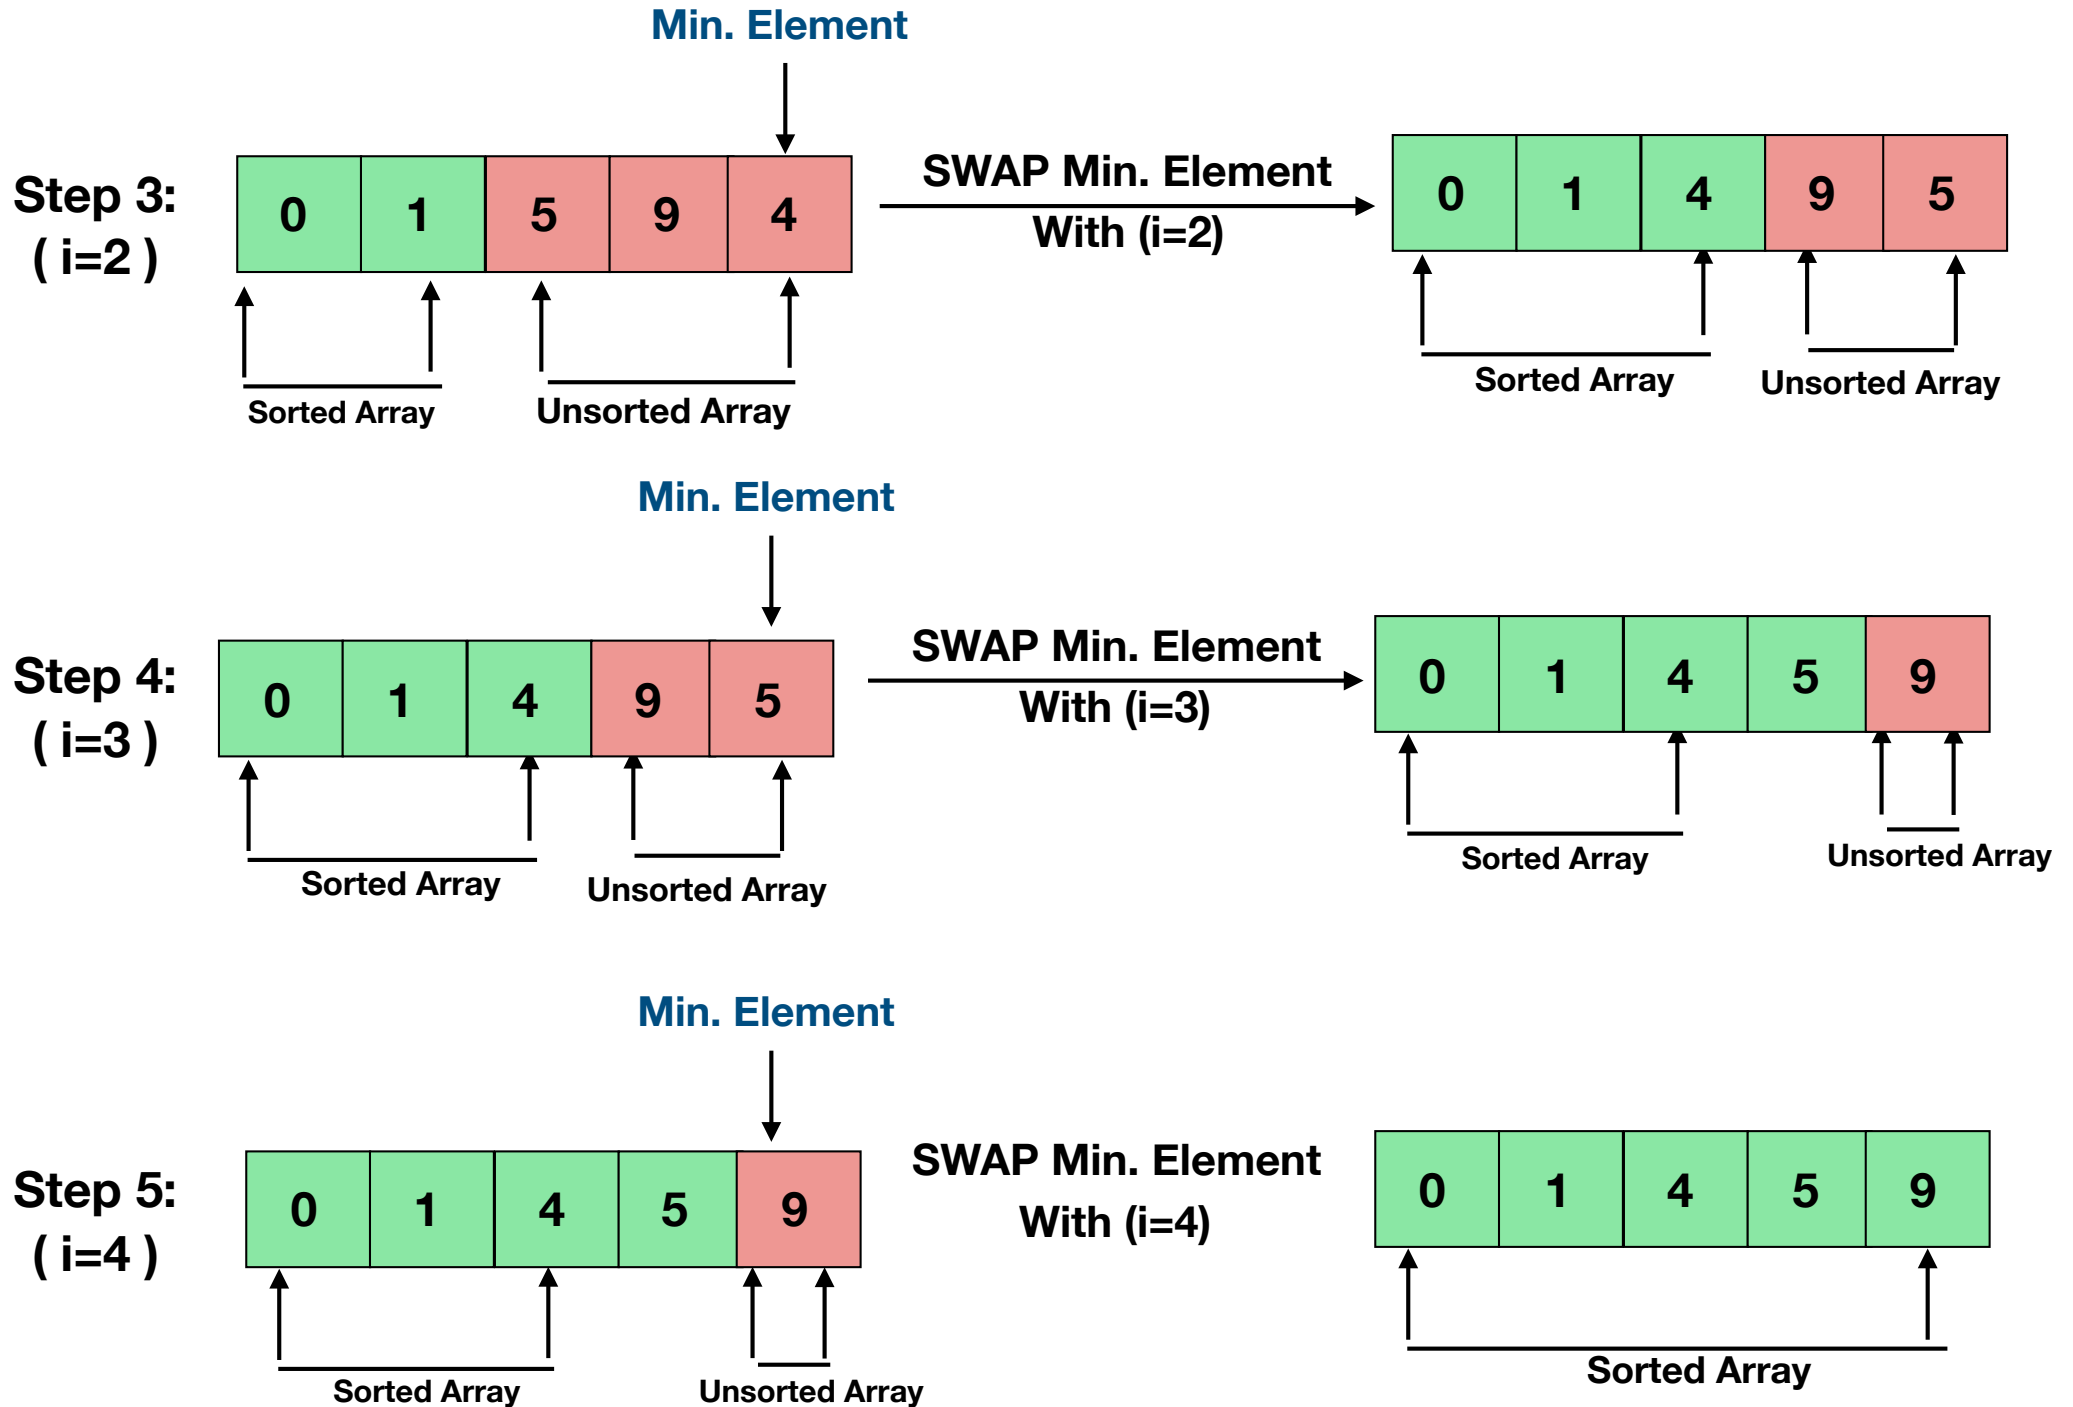 Min. Element
Step 3:
( i=2 )
0 1 5 9 4
SWAP Min. Element
With (i=2)
0 1 4 9 5
Sorted Array
Unsorted Array
Sorted Array
Unsorted Array
Min. Element
Step 4:
( i=3 )
0 1 4 9 5
SWAP Min. Element
With (i=3)
0 1 4 5 9
Sorted Array
Unsorted Array
Sorted Array
Unsorted Array
Min. Element
Step 5:
( i=4 )
0 1 4 5 9
SWAP Min. Element
With (i=4)
0 1 4 5 9
Sorted Array
Unsorted Array
Sorted Array